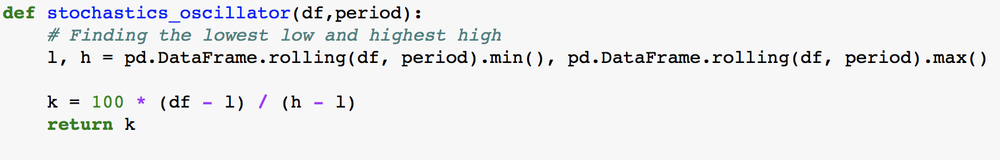 def stochastics_oscillator(df,period):
    # Finding the lowest low and highest high
    l, h = pd.DataFrame.rolling(df, period).min(), pd.DataFrame.rolling(df, period).max()
    k = 100 * (df - l) / (h - l)
    return k